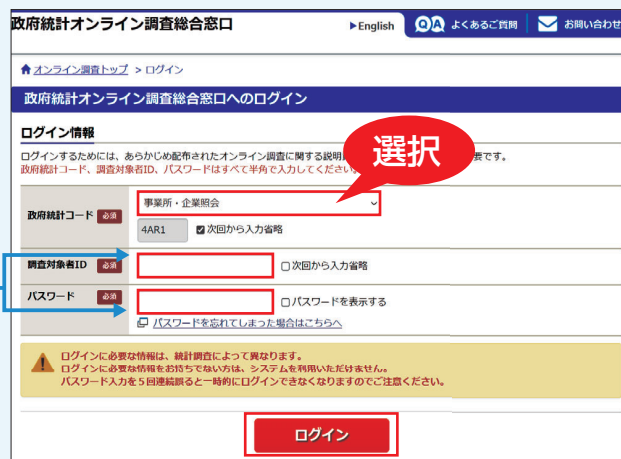 政府統計オンライン調査総合窓口
▶English
QA よくあるご質問
お問い合わせ
オンライン調査トップ > ログイン
政府統計オンライン調査総合窓口へのログイン
ログイン情報
ログインするためには、あらかじめ配布されたオンライン調査に関する説明
要です。
政府統計コード、調査対象者ID、パスワードはすべて半角で入力してください。
選択
政府統計コード 必須
事業所・企業照会
4AR1
次回から入力省略
調査対象者ID 必須
次回から入力省略
パスワード 必須
パスワードを表示する
パスワードを忘れてしまった場合はこちらへ
ログインに必要な情報は、統計調査によって異なります。
ログインに必要な情報をお持ちでない方は、システムを利用いただけません。
パスワード入力を5回連続誤ると一時的にログインできなくなりますのでご注意ください。
ログイン